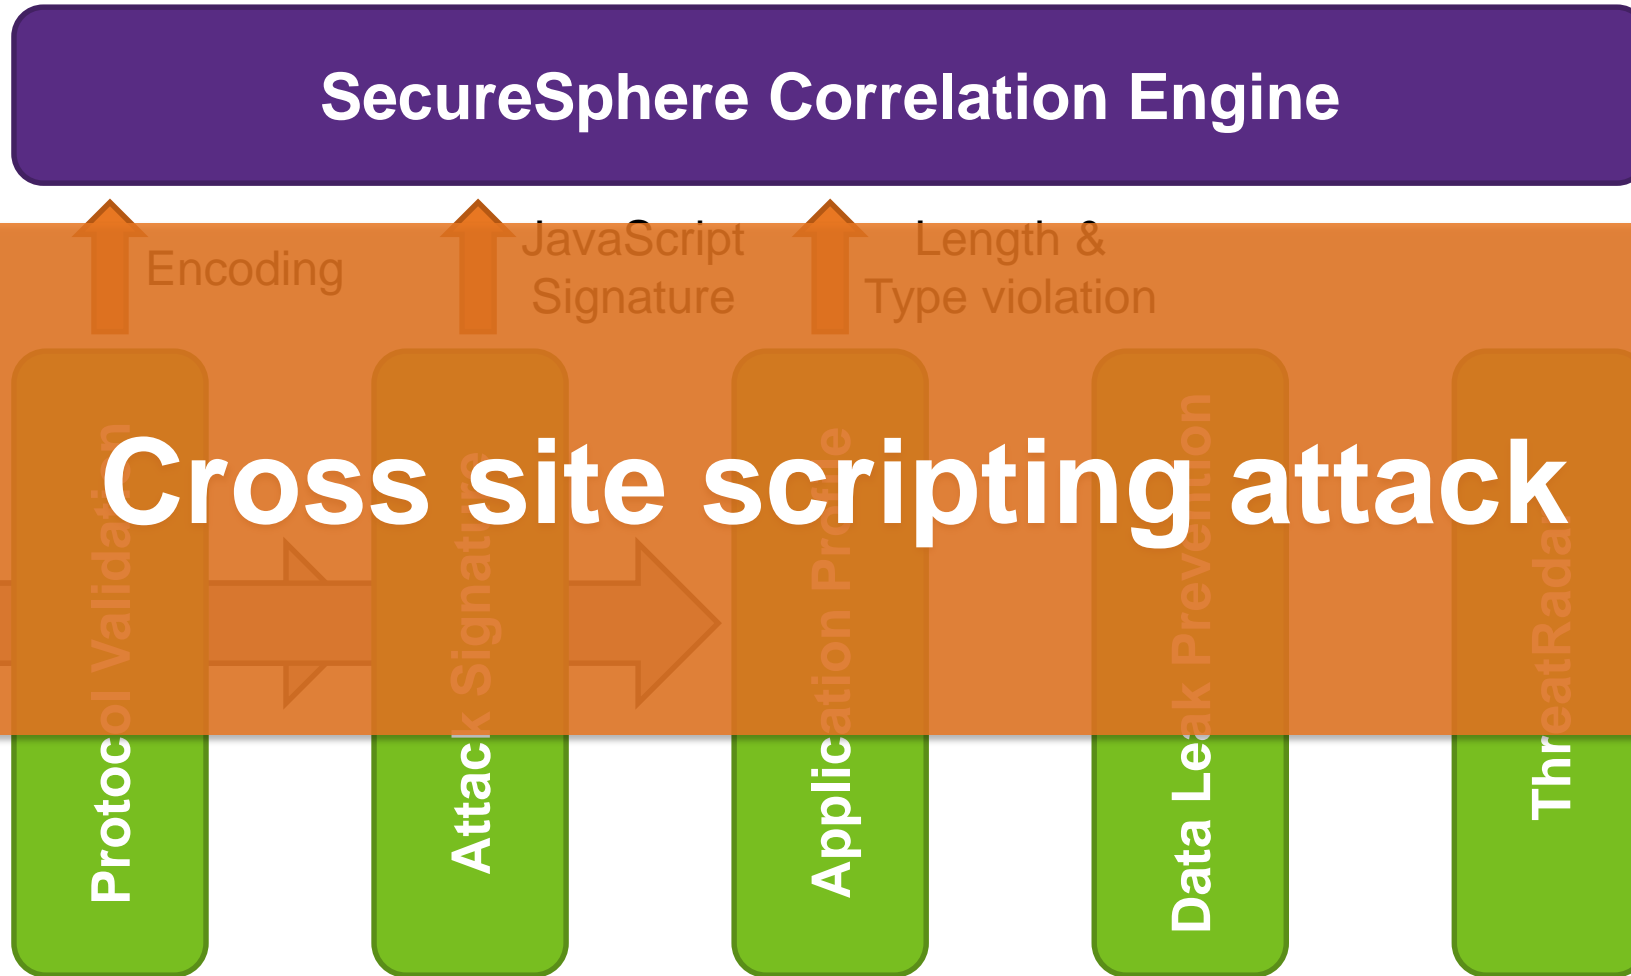 SecureSphere Correlation Engine
Encoding
JavaScript
Signature
Length &
Type violation
Cross site scripting attack
Protocol Validation
Attack Signature
Application Profile
Data Leak Prevention
ThreatRadar